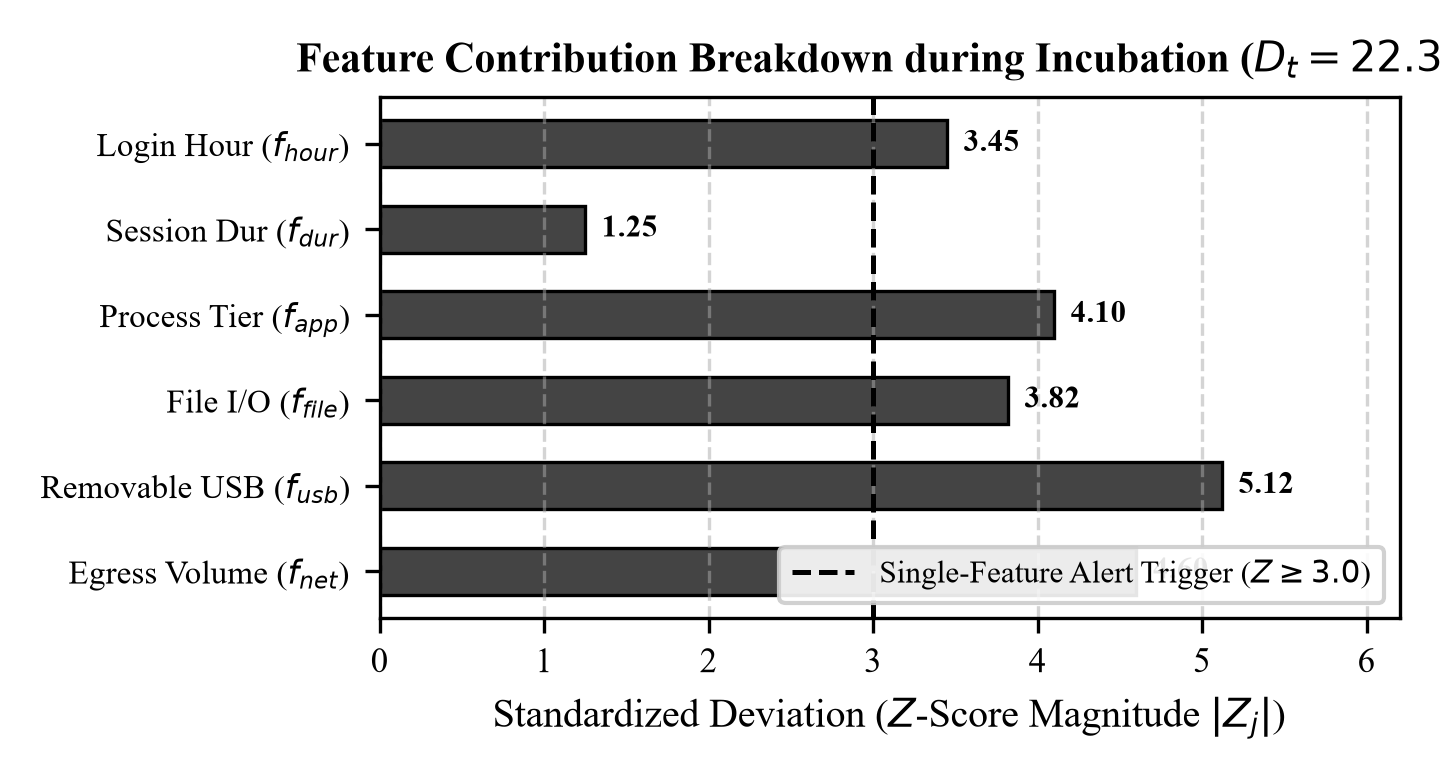 Feature Contribution Breakdown during Incubation (D_t = 22.3
Login Hour (f_hour)
3.45
Session Dur (f_dur)
1.25
Process Tier (f_app)
4.10
File I/O (f_file)
3.82
Removable USB (f_usb)
5.12
Egress Volume (f_net)
Single-Feature Alert Trigger (Z ≥ 3.0)
0 1 2 3 4 5 6
Standardized Deviation (Z-Score Magnitude |Z_j|)